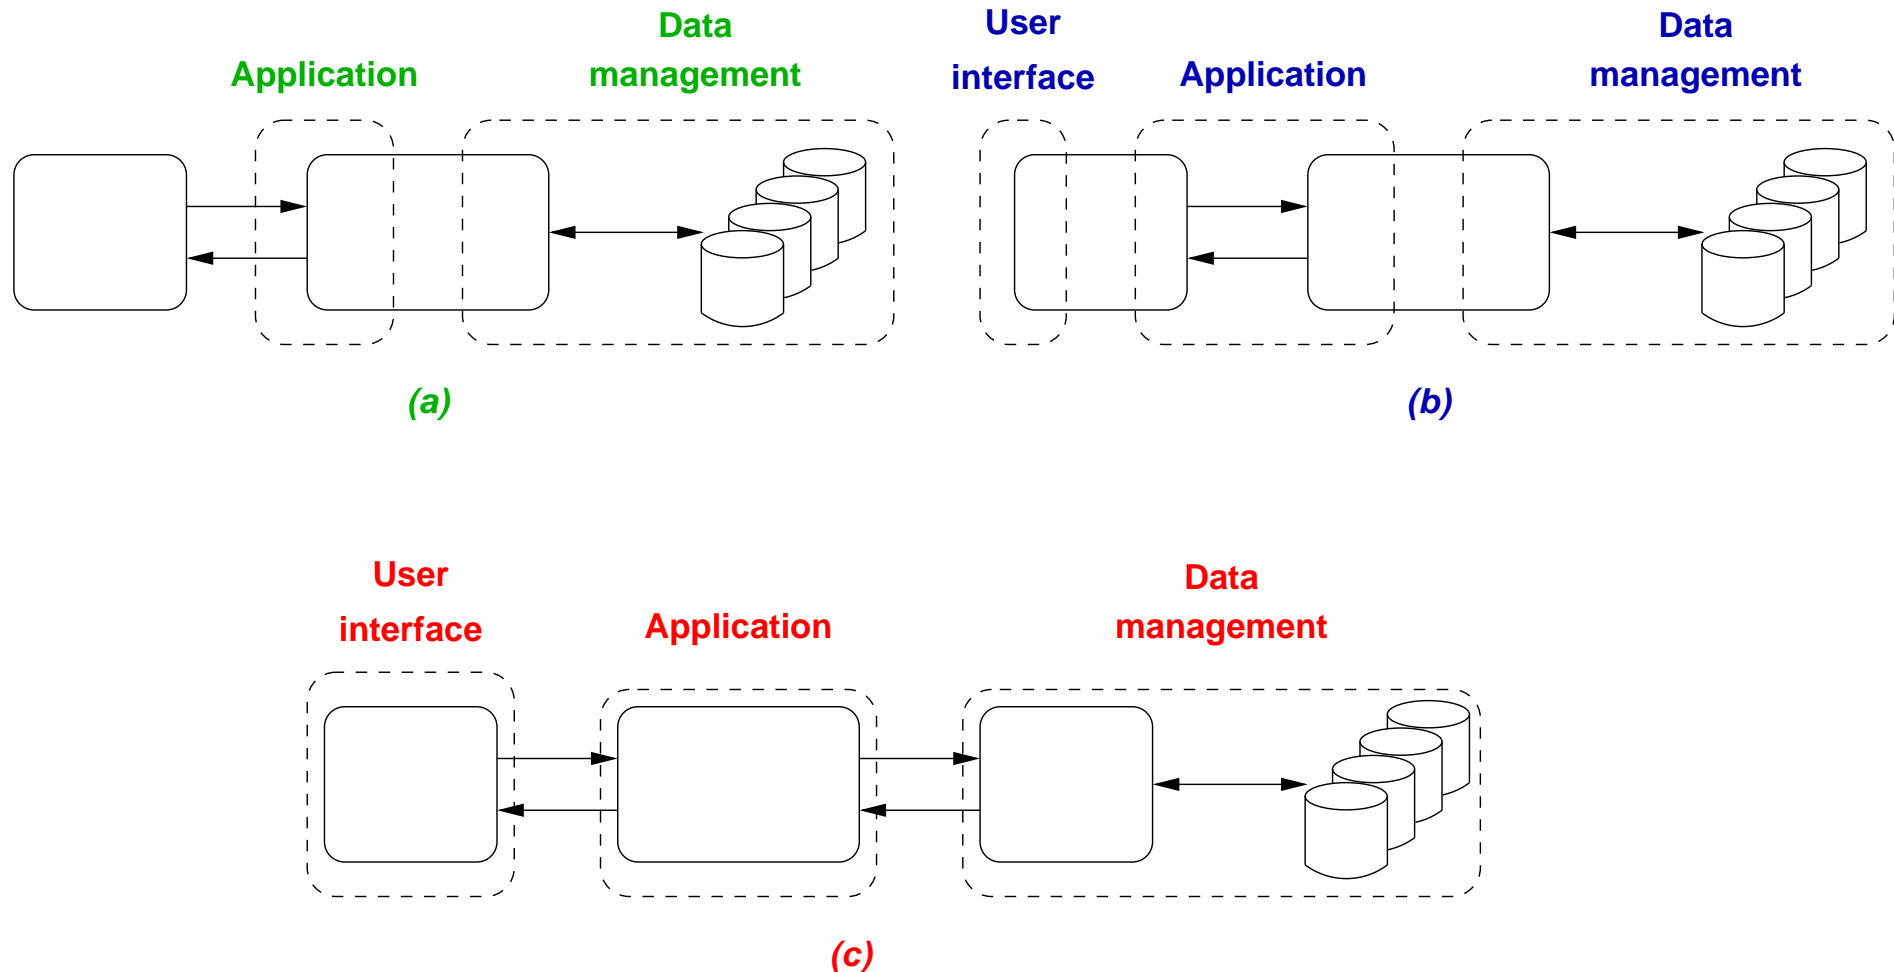 Data
management
Application
(a)
User
interface
Application
Data
management
(b)
User
interface
Application
Data
management
(c)